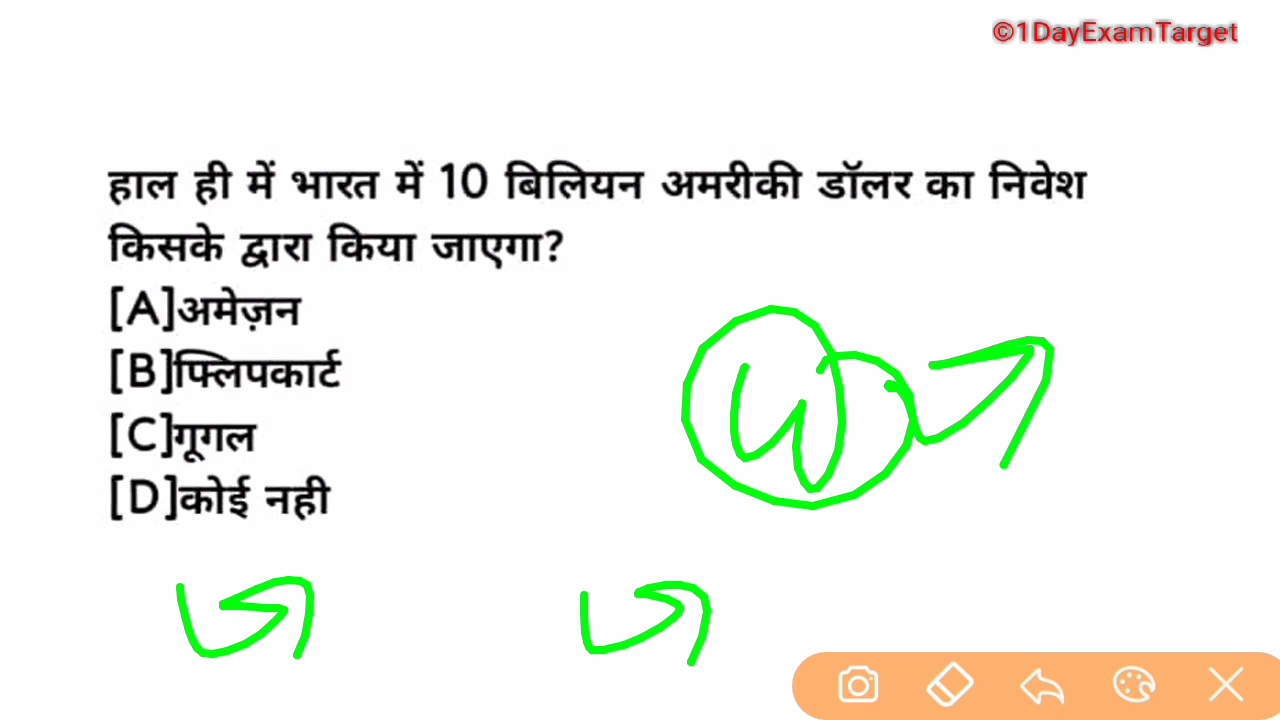 ©1DayExamTarget
हाल ही में भारत में 10 बिलियन अमरीकी डॉलर का निवेश
किसके द्वारा किया जाएगा?
[A]अमेज़न
[B]फ्लिपकार्ट
[C]गूगल
[D]कोई नही